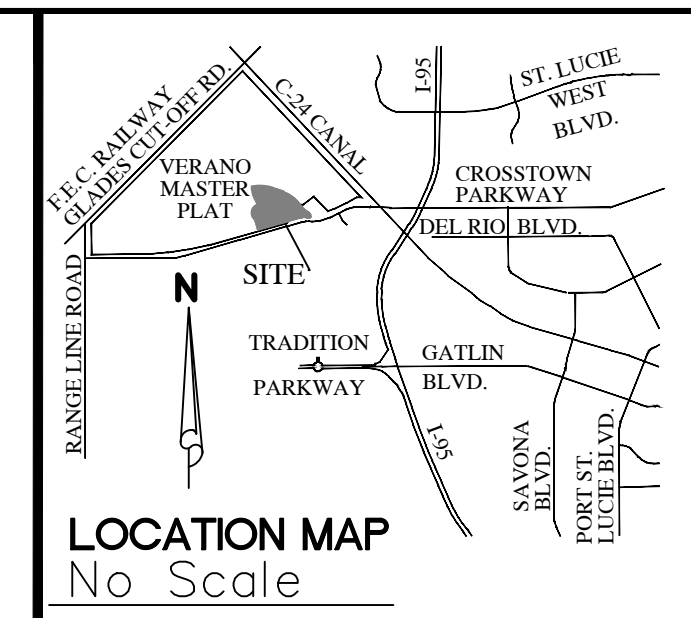 F.E.C. RAILWAY
GLADES CUT-OFF RD.
C-24 CANAL
I-95
ST. LUCIE
WEST
BLVD.
VERANO
MASTER
PLAT
CROSSTOWN
PARKWAY
DEL RIO BLVD.
SITE
N
RANGE LINE ROAD
TRADITION
PARKWAY
GATLIN
BLVD.
I-95
SAVONA
BLVD.
PORT ST.
LUCIE BLVD.
LOCATION MAP
No Scale